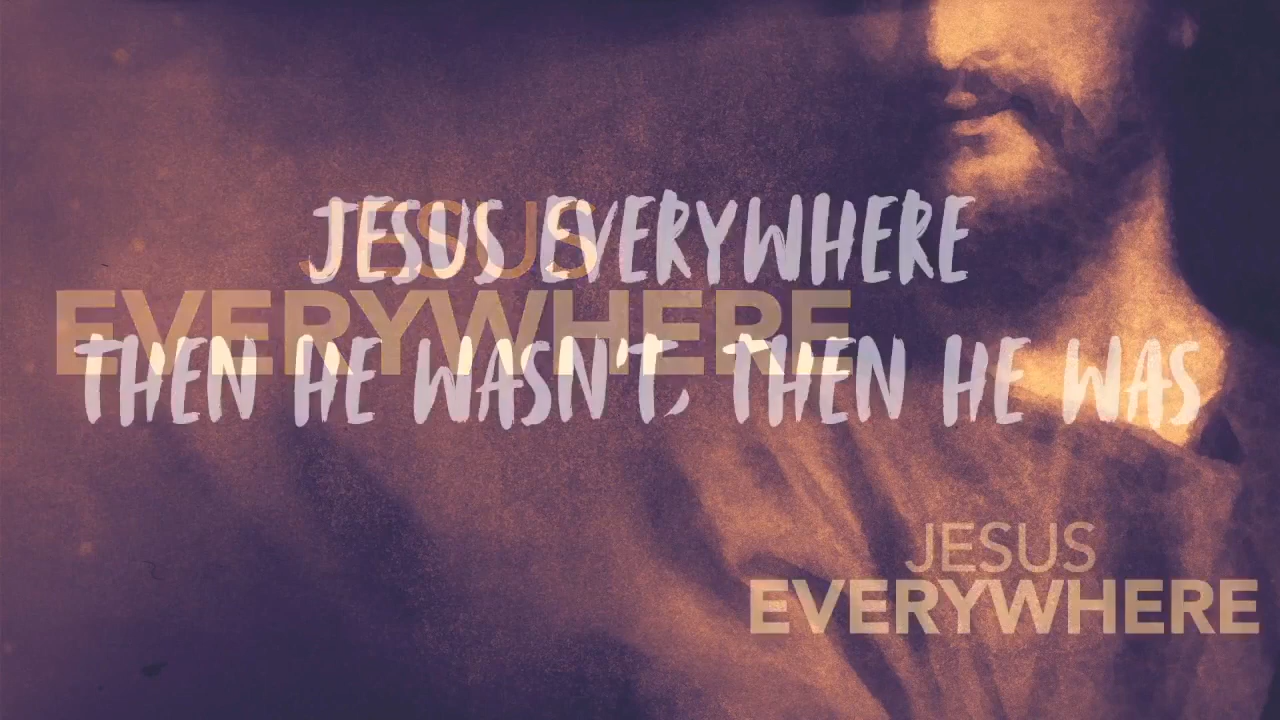 JESUS EVERYWHERE
THEN HE WASN'T, THEN HE WAS
JESUS
EVERYWHERE
JESUS
EVERYWHERE